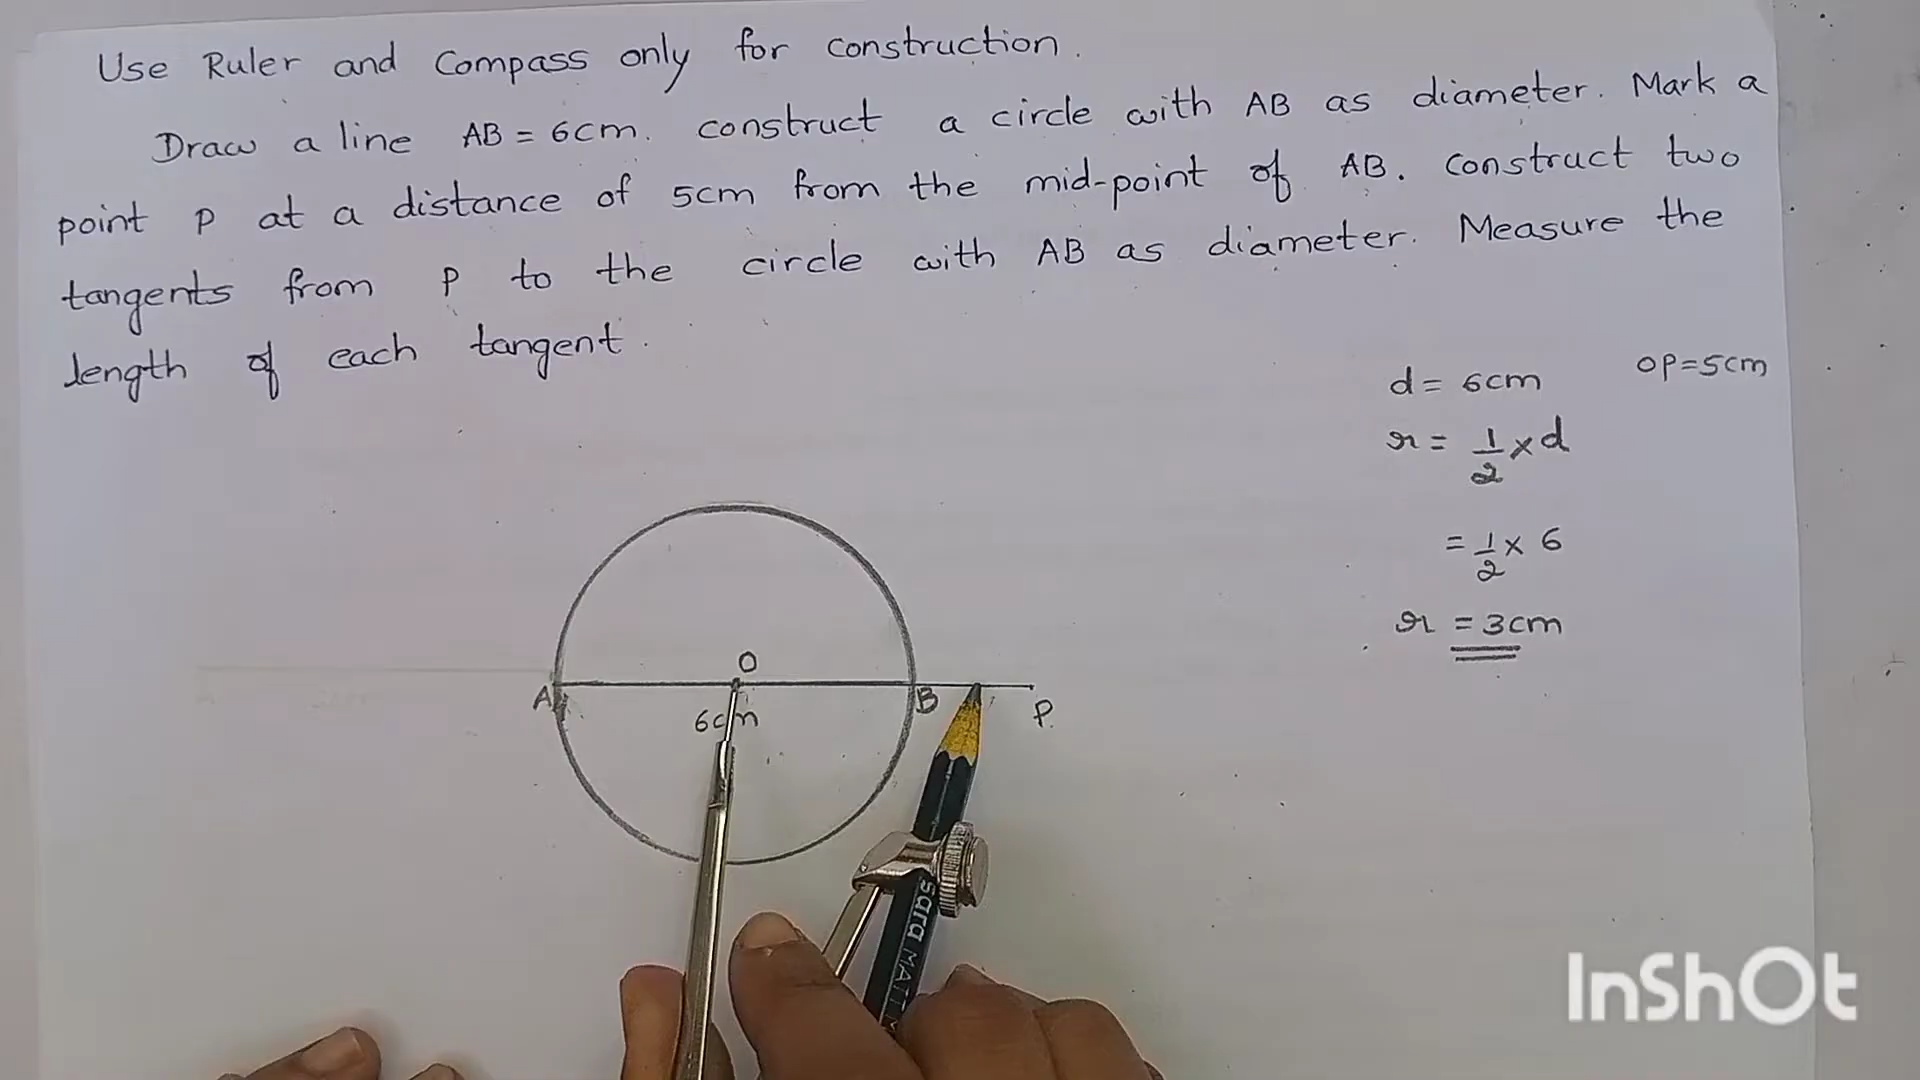 Use Ruler and Compass only for construction.
Draw a line AB = 6cm. construct a circle with AB as diameter. Mark a
point P at a distance of 5cm from the mid-point of AB. construct two
tangents from P to the circle with AB as diameter. Measure the
length of each tangent.
d = 6cm OP=5cm
r = 1/2 × d
= 1/2 × 6
r = 3cm
O
A B P.
6cm
sara MATT
InShOt